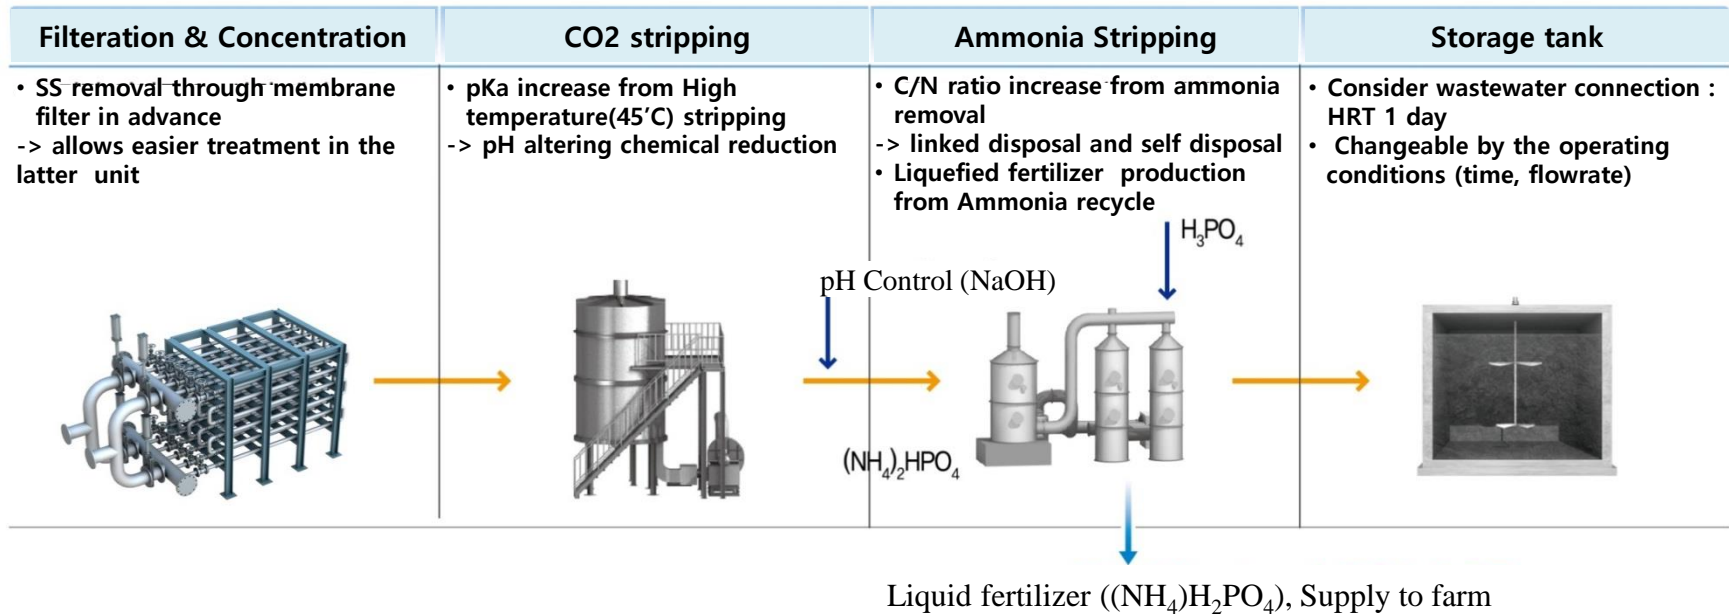 Filteration & Concentration
CO2 stripping
Ammonia Stripping
Storage tank
• SS removal through membrane
filter in advance
-> allows easier treatment in the
latter unit
• pKa increase from High
temperature(45'C) stripping
-> pH altering chemical reduction
• C/N ratio increase from ammonia
removal
-> linked disposal and self disposal
• Liquefied fertilizer production
from Ammonia recycle
• Consider wastewater connection :
HRT 1 day
• Changeable by the operating
conditions (time, flowrate)
H₃PO₄
pH Control (NaOH)
(NH₄)₂HPO₄
Liquid fertilizer ((NH₄)H₂PO₄), Supply to farm